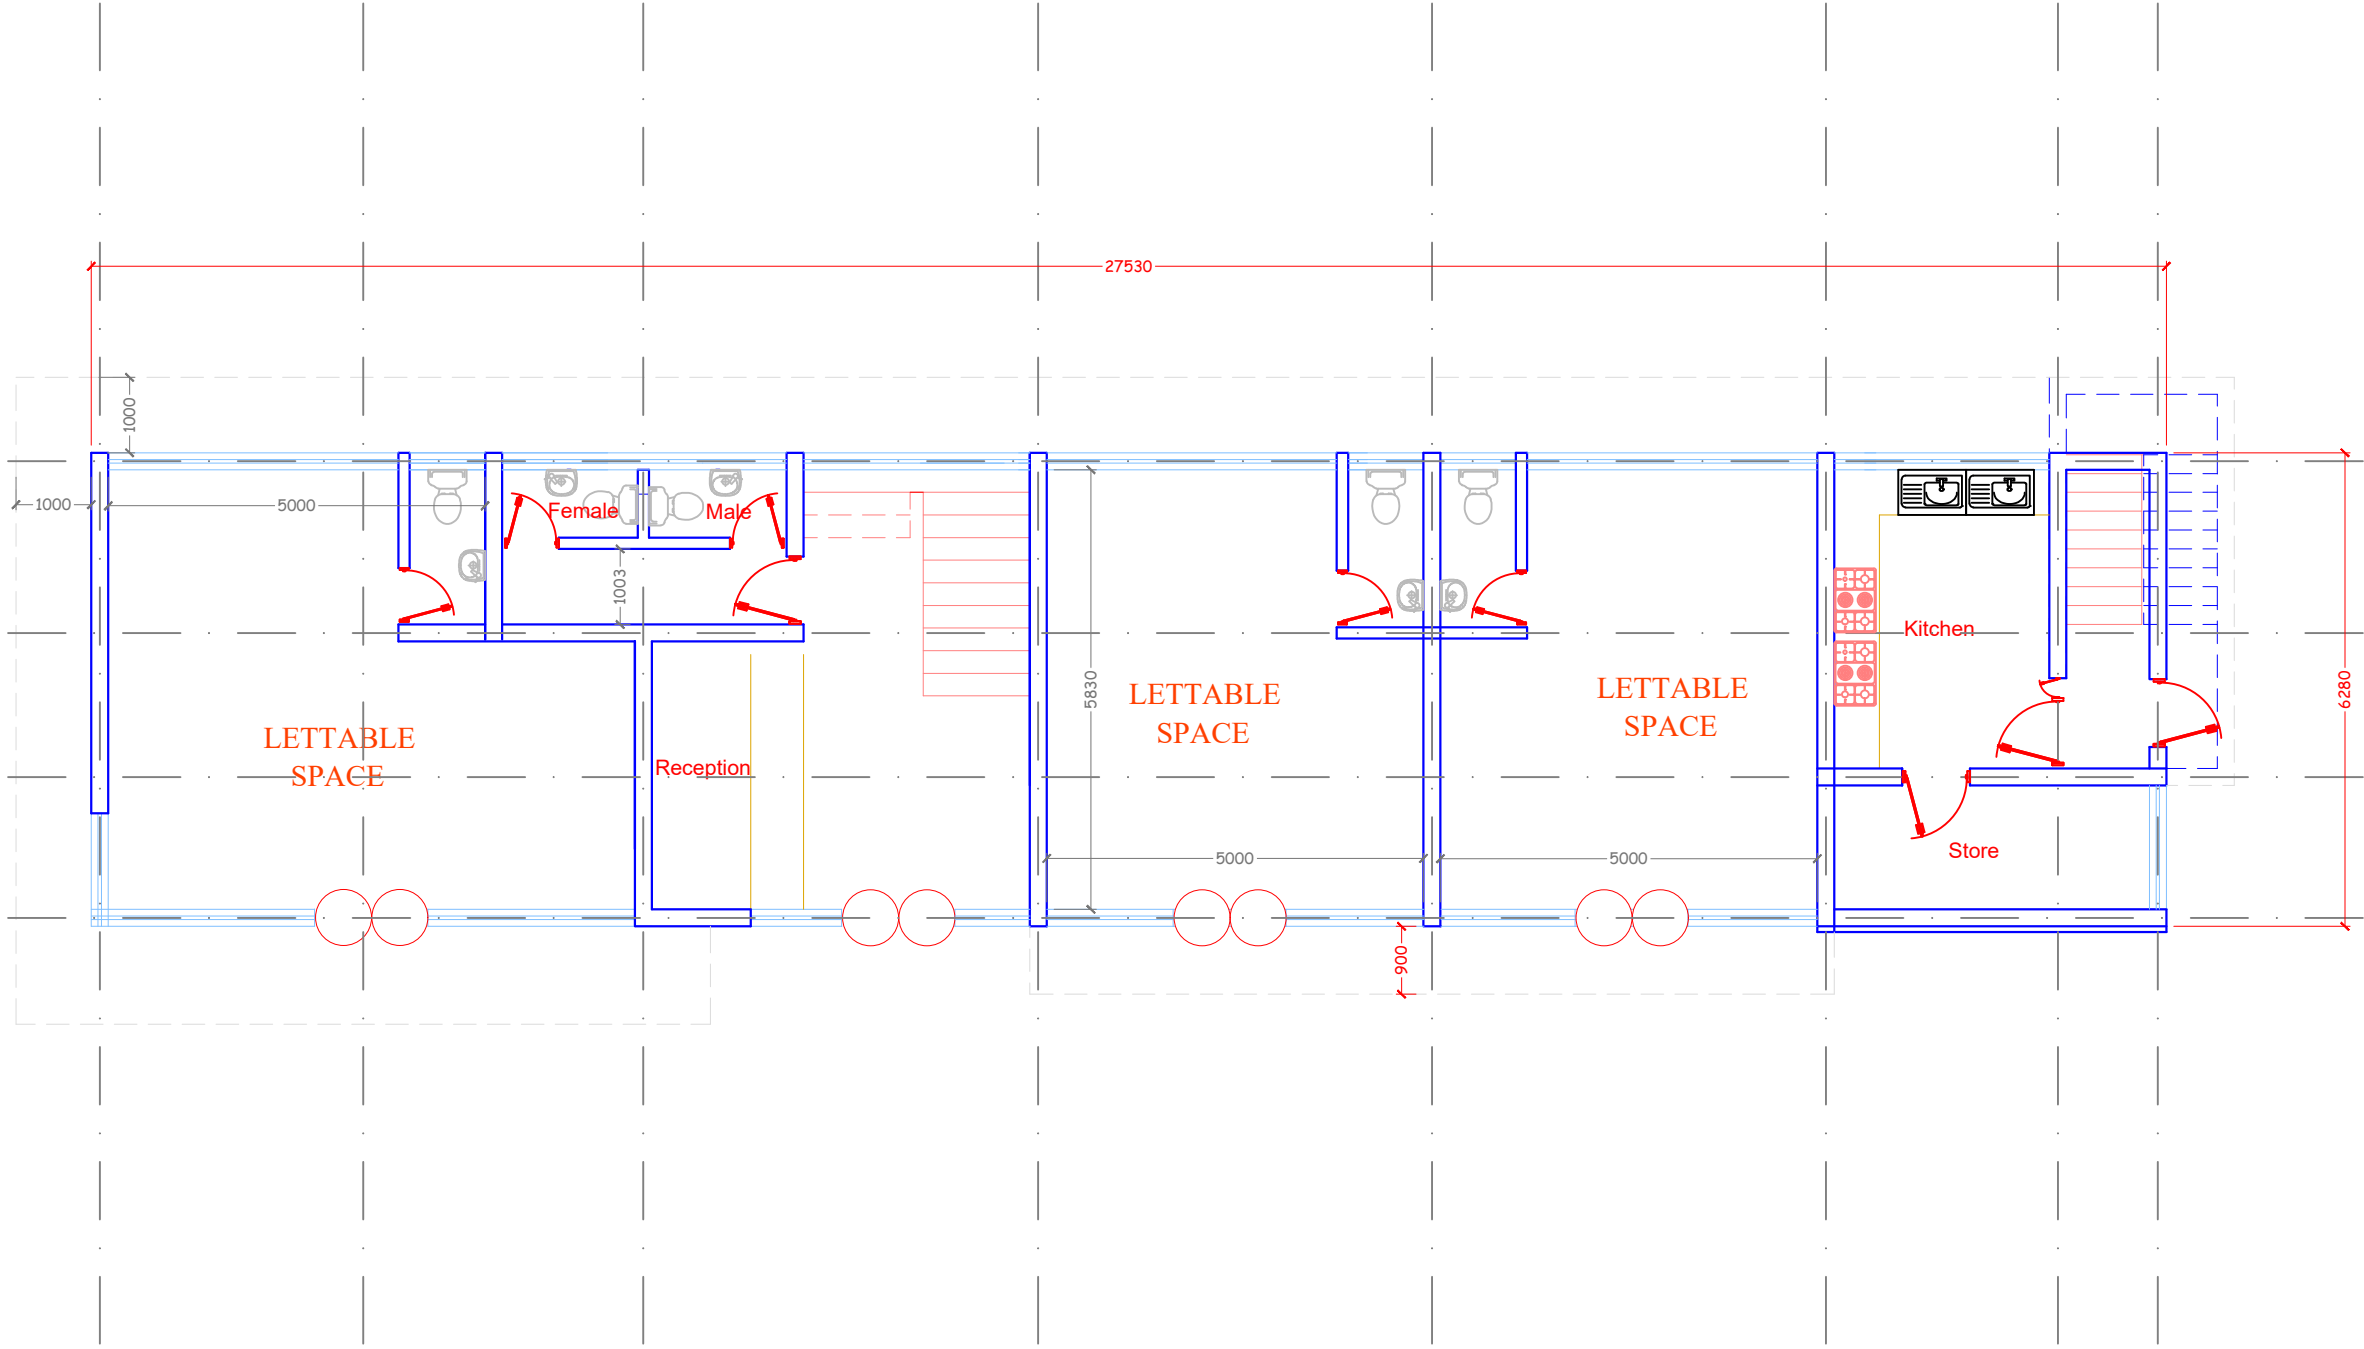 27530
1000
1000
5000
Female
Male
1003
5830
Kitchen
6280
LETTABLE
SPACE
LETTABLE
SPACE
LETTABLE
SPACE
Reception
5000
5000
Store
900